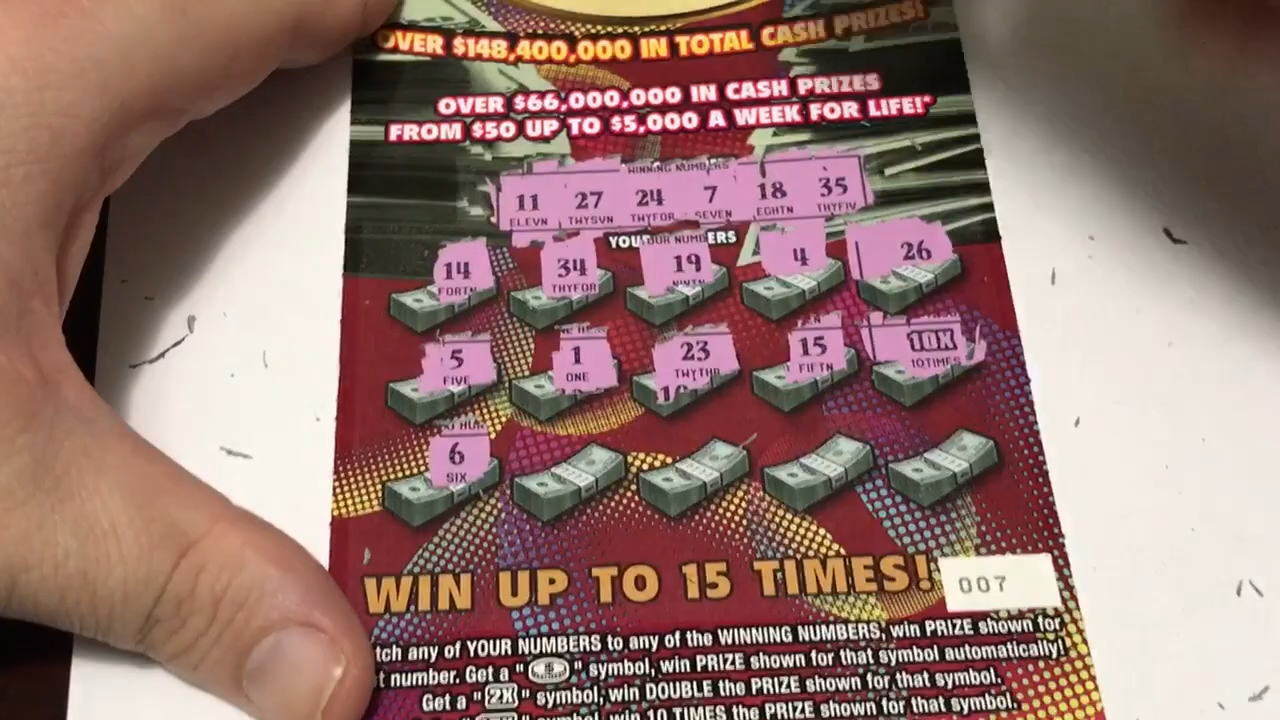 OVER $148,400,000 IN TOTAL CASH PRIZES!
OVER $66,000,000 IN CASH PRIZES
FROM $50 UP TO $5,000 A WEEK FOR LIFE!*
WINNING NUMBERS
11 27 24 7 18 35
ELEVN THYSVN THYFOR SEVEN EGHTN THYFIV
YOUR NUMBERS
14 34 19 4 26
FORTN THYFOR NINTN
5 1 23 15 10X
FIVE ONE TWYTHR FIFTN 10TIMES
6
SIX
WIN UP TO 15 TIMES!
007
tch any of YOUR NUMBERS to any of the WINNING NUMBERS, win PRIZE shown for
t number. Get a " $ " symbol, win PRIZE shown for that symbol automatically!
Get a "2X" symbol, win DOUBLE the PRIZE shown for that symbol.
symbol, win 10 TIMES the PRIZE shown for that symbol.